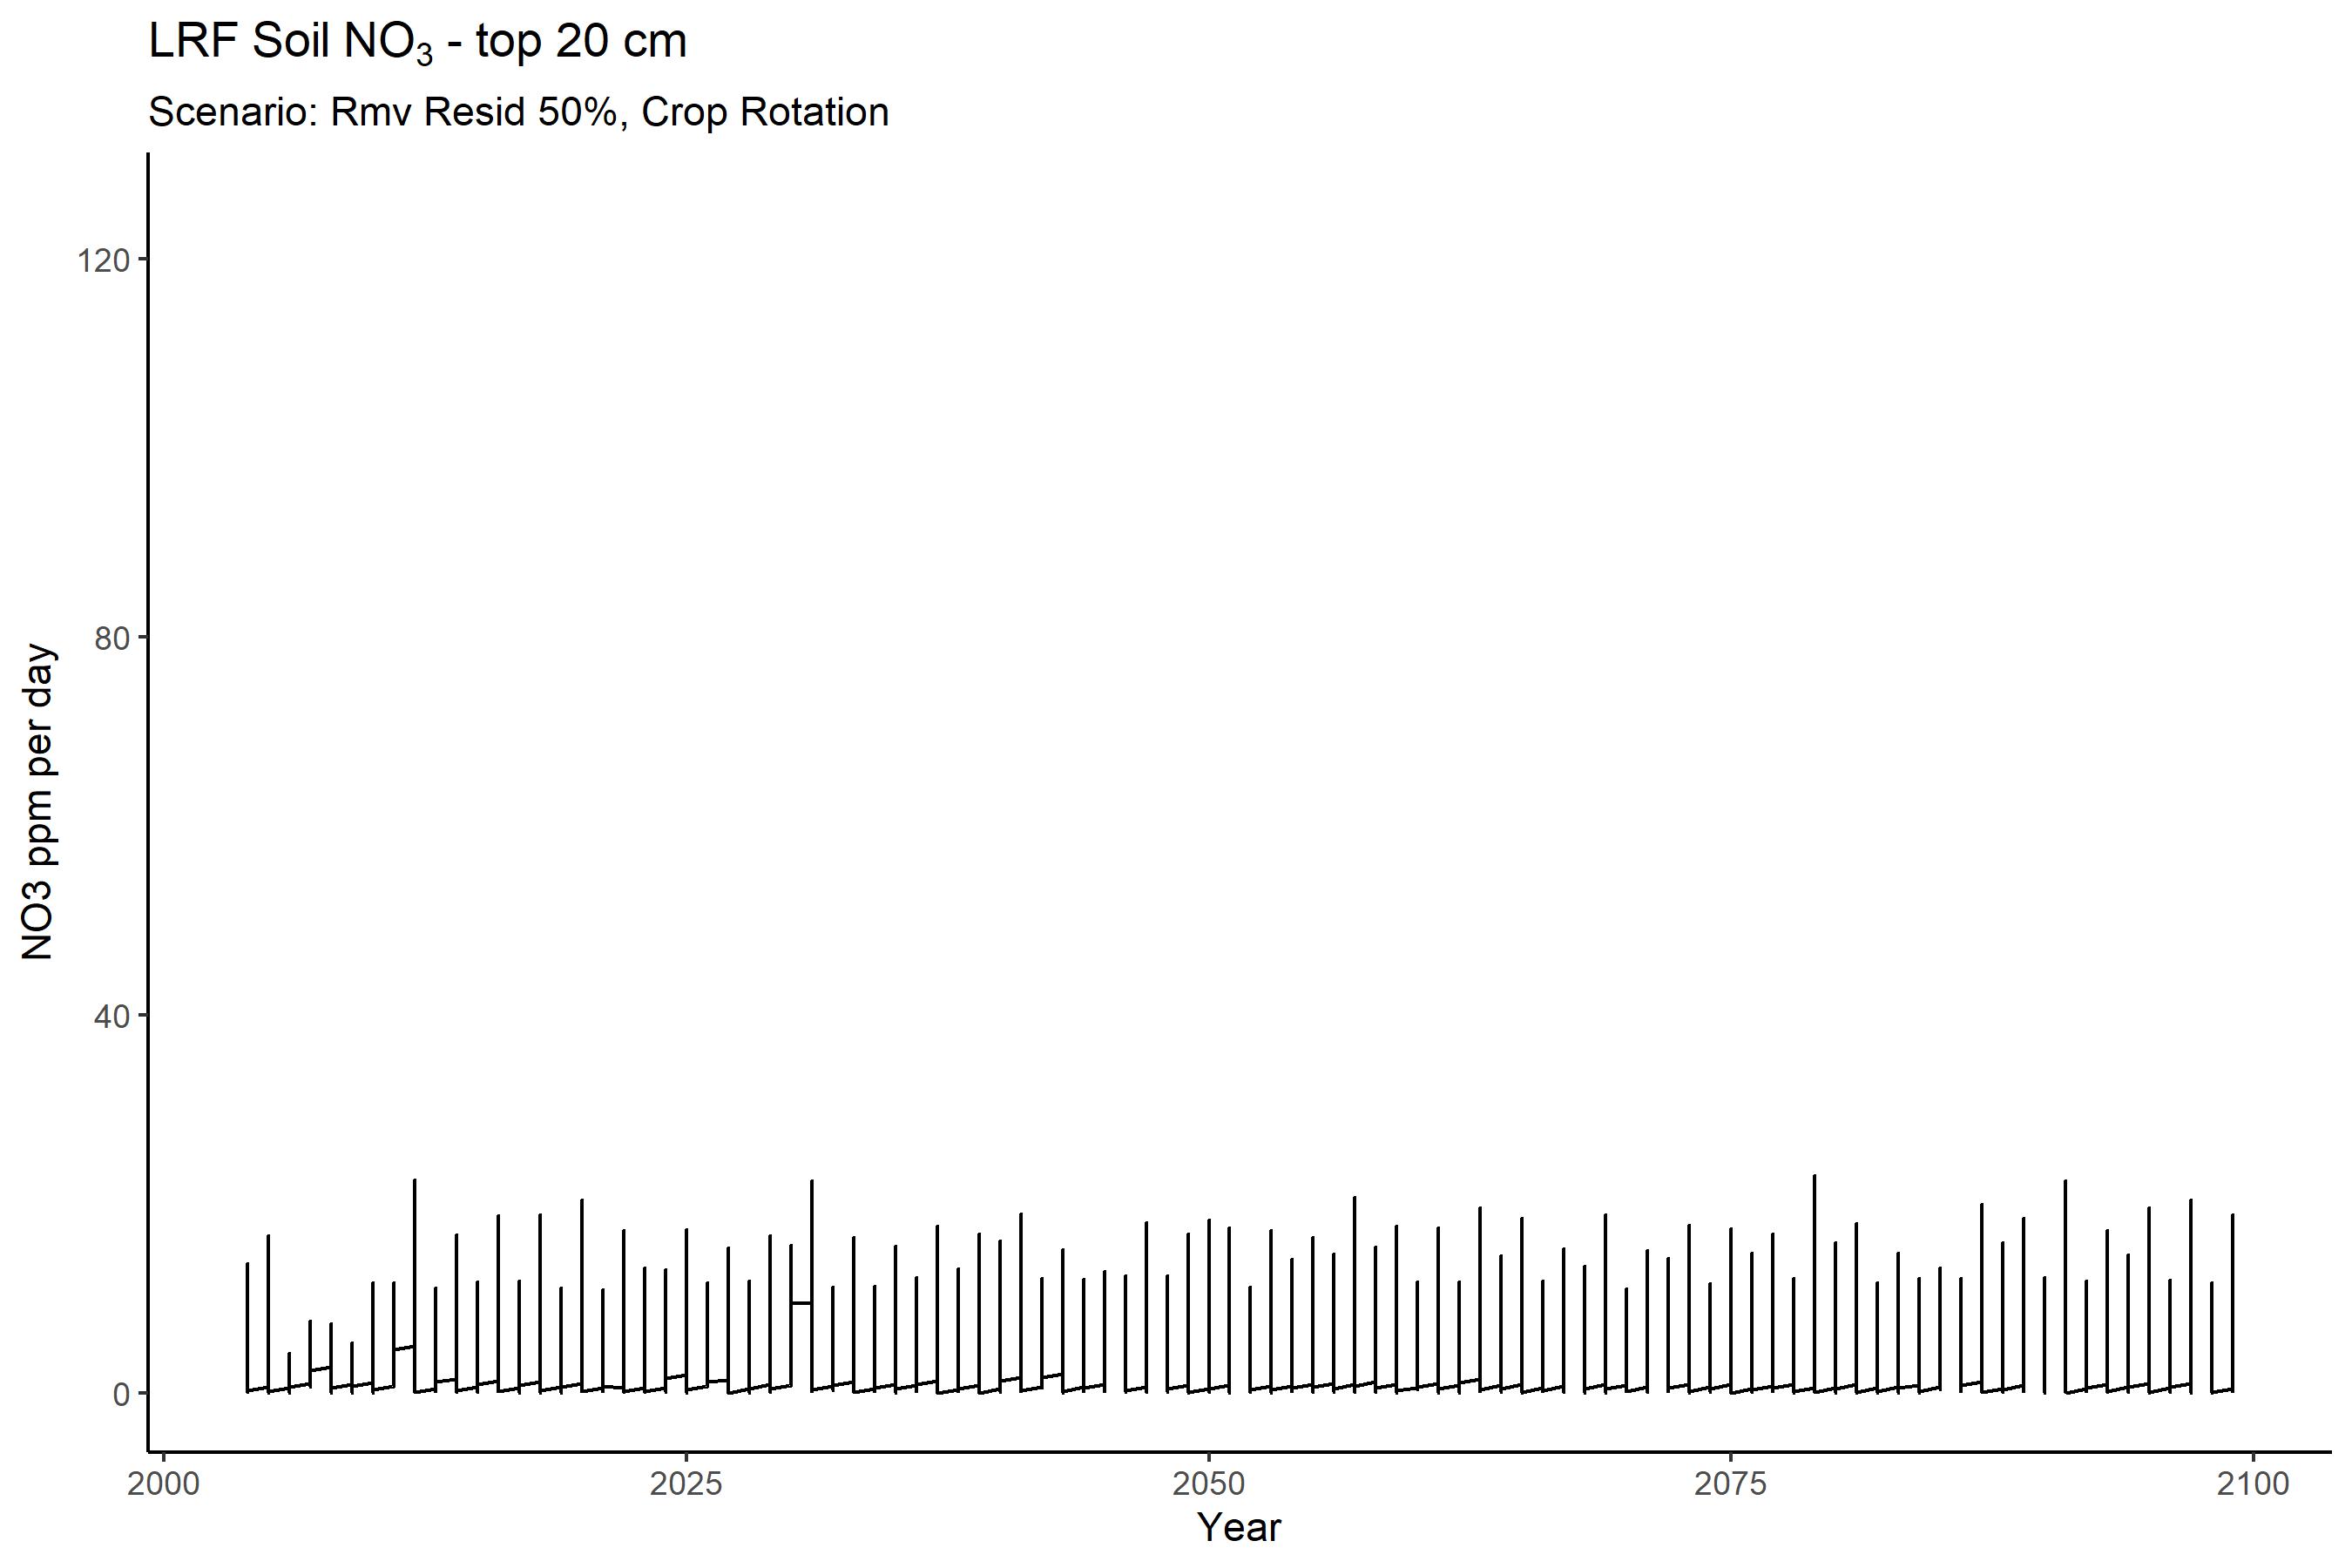 LRF Soil NO₃ - top 20 cm
Scenario: Rmv Resid 50%, Crop Rotation
NO3 ppm per day
120
80
40
0
2000 2025 2050 2075 2100
Year